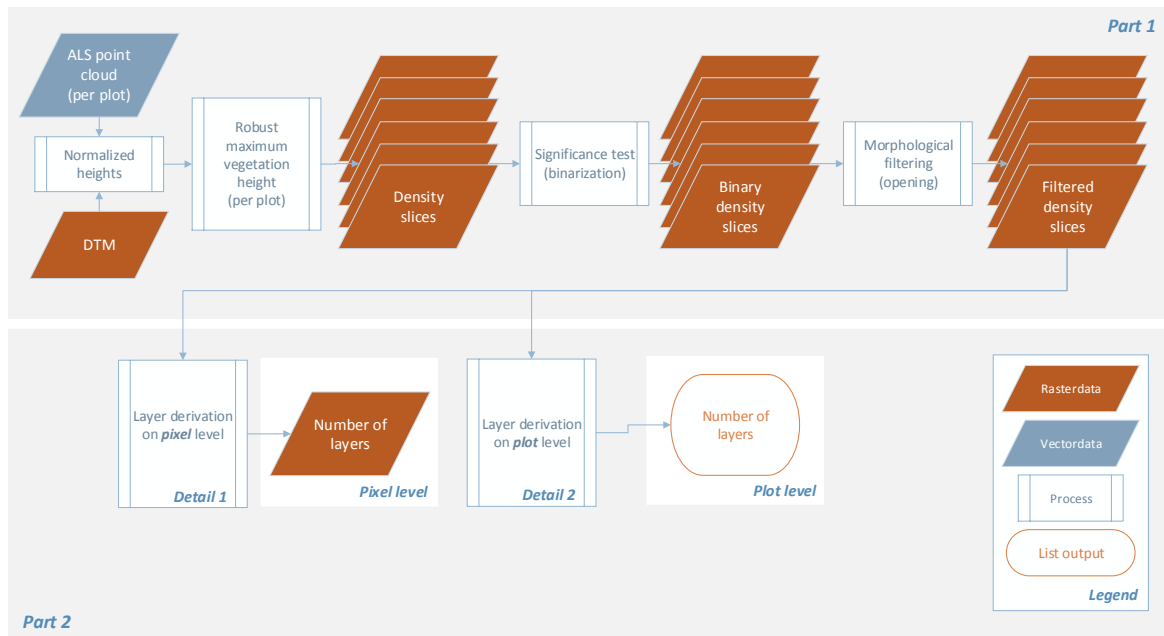 Part 1
ALS point
cloud
(per plot)
Normalized
heights
DTM
Robust
maximum
vegetation
height
(per plot)
Density
slices
Significance test
(binarization)
Binary
density
slices
Morphological
filtering
(opening)
Filtered
density
slices
Layer derivation
on pixel level
Detail 1
Number of
layers
Pixel level
Layer derivation
on plot level
Detail 2
Number of
layers
Plot level
Rasterdata
Vectordata
Process
List output
Legend
Part 2